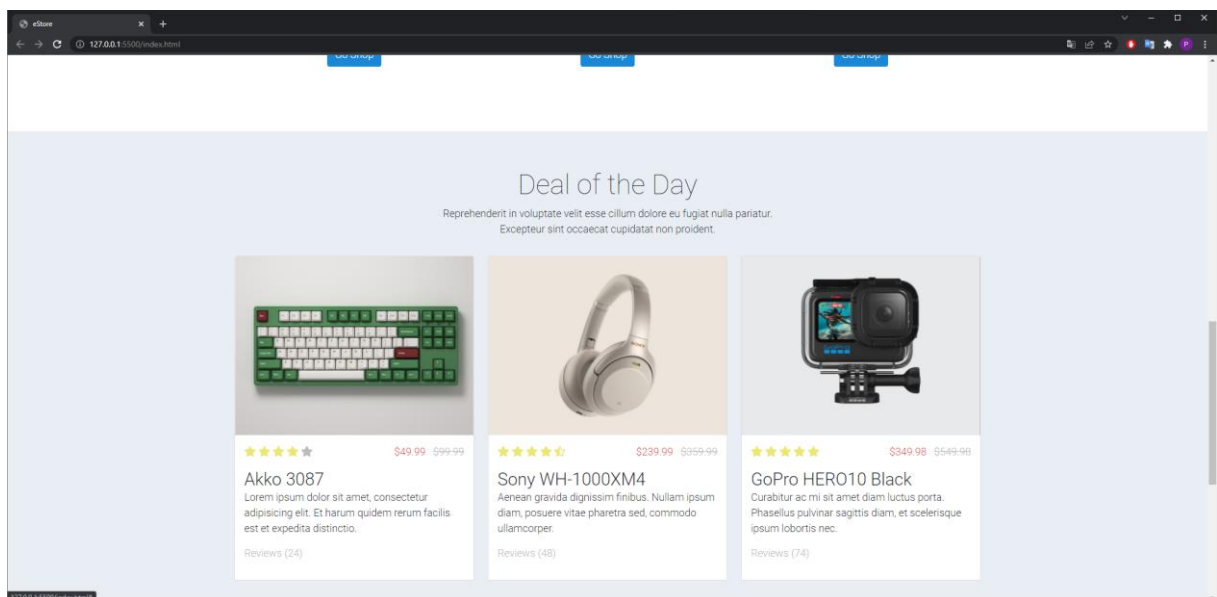 eStore
127.0.0.1:5500/index.html
P
Go Shop Go Shop Go Shop
Deal of the Day
Reprehenderit in voluptate velit esse cillum dolore eu fugiat nulla pariatur.
Excepteur sint occaecat cupidatat non proident.
SONY
$49.99 $99.99
Akko 3087
Lorem ipsum dolor sit amet, consectetur
adipisicing elit. Et harum quidem rerum facilis
est et expedita distinctio.
Reviews (24)
$239.99 $359.99
Sony WH-1000XM4
Aenean gravida dignissim finibus. Nullam ipsum
diam, posuere vitae pharetra sed, commodo
ullamcorper.
Reviews (48)
$349.98 $549.98
GoPro HERO10 Black
Curabitur ac mi sit amet diam luctus porta.
Phasellus pulvinar sagittis diam, et scelerisque
ipsum lobortis nec.
Reviews (74)